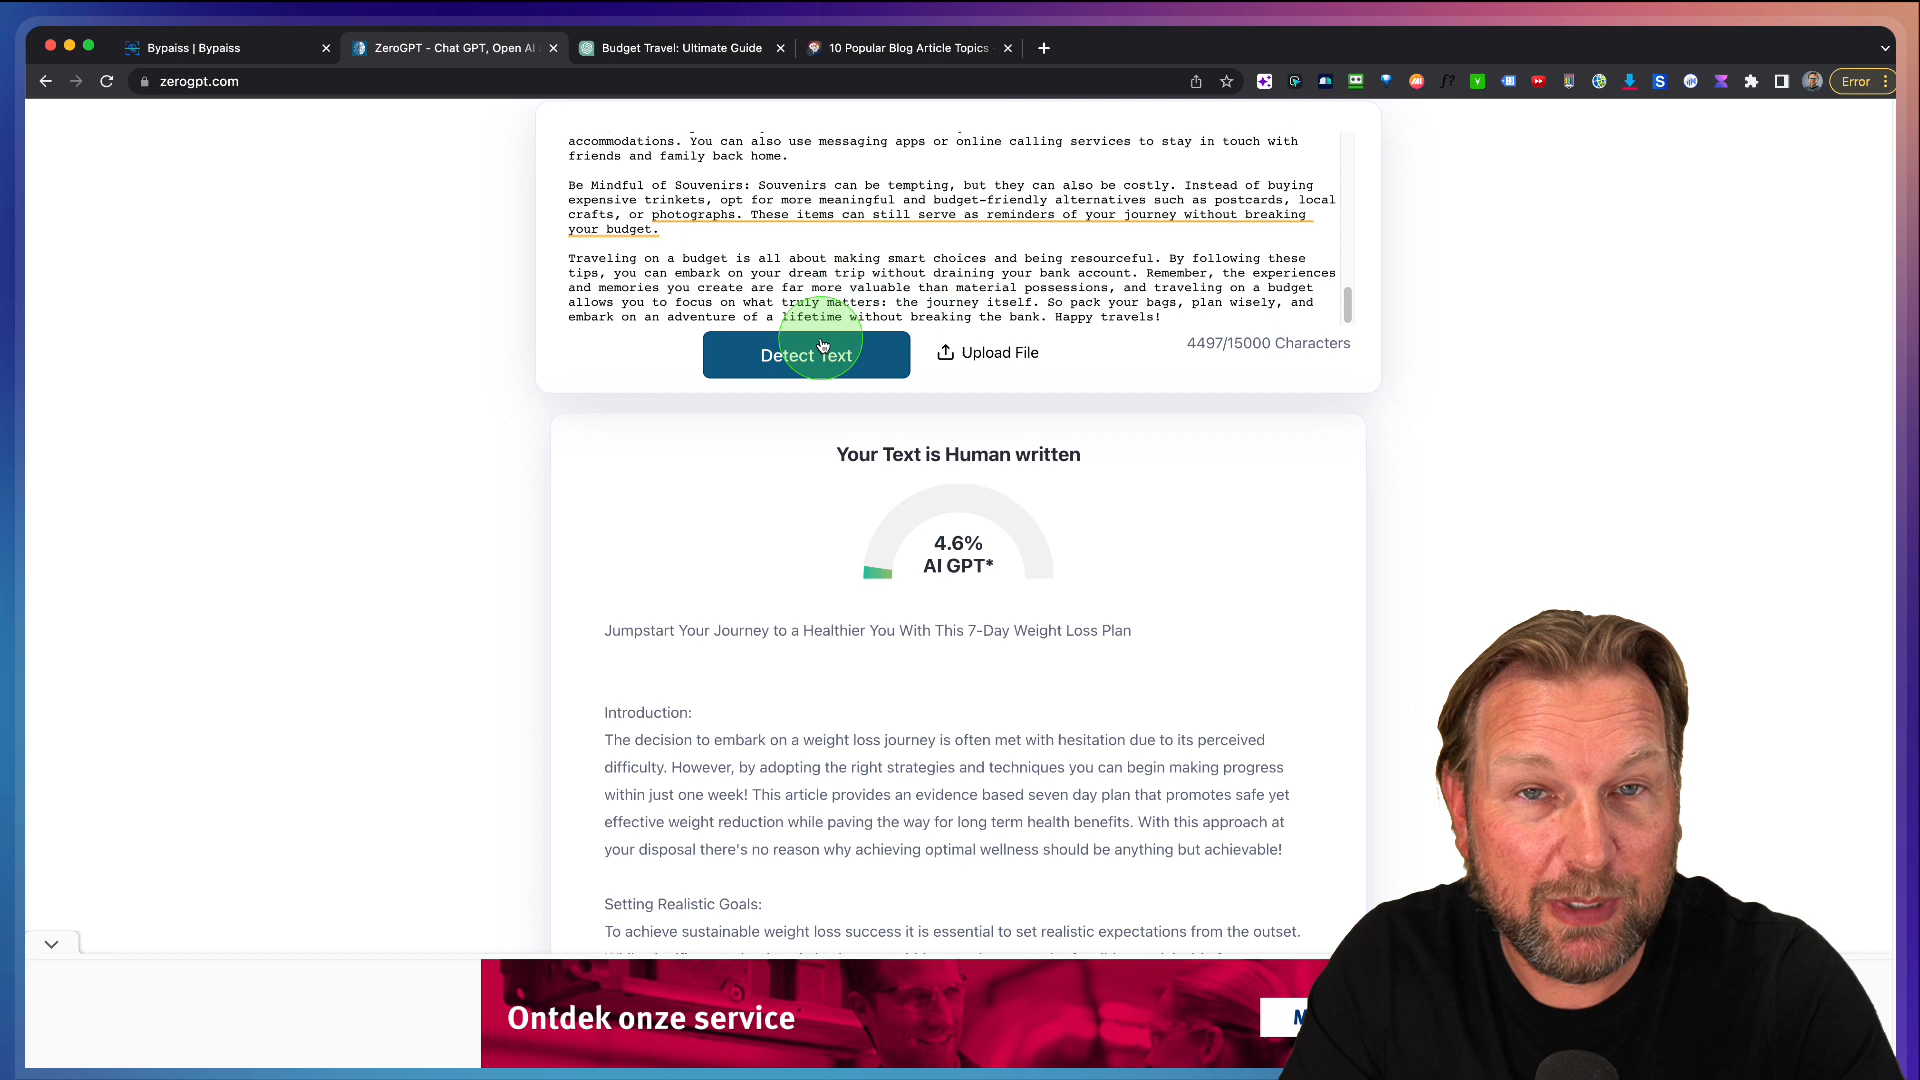 Bypaiss | Bypaiss
ZeroGPT - Chat GPT, Open AI
Budget Travel: Ultimate Guide
10 Popular Blog Article Topics
zerogpt.com
Error
accommodations. You can also use messaging apps or online calling services to stay in touch with
friends and family back home.
Be Mindful of Souvenirs: Souvenirs can be tempting, but they can also be costly. Instead of buying
expensive trinkets, opt for more meaningful and budget-friendly alternatives such as postcards, local
crafts, or photographs. These items can still serve as reminders of your journey without breaking
your budget.
Traveling on a budget is all about making smart choices and being resourceful. By following these
tips, you can embark on your dream trip without draining your bank account. Remember, the experiences
and memories you create are far more valuable than material possessions, and traveling on a budget
allows you to focus on what truly matters: the journey itself. So pack your bags, plan wisely, and
embark on an adventure of a lifetime without breaking the bank. Happy travels!
Detect Text
Upload File
4497/15000 Characters
Your Text is Human written
4.6%
AI GPT*
Jumpstart Your Journey to a Healthier You With This 7-Day Weight Loss Plan
Introduction:
The decision to embark on a weight loss journey is often met with hesitation due to its perceived
difficulty. However, by adopting the right strategies and techniques you can begin making progress
within just one week! This article provides an evidence based seven day plan that promotes safe yet
effective weight reduction while paving the way for long term health benefits. With this approach at
your disposal there's no reason why achieving optimal wellness should be anything but achievable!
Setting Realistic Goals:
To achieve sustainable weight loss success it is essential to set realistic expectations from the outset.
Ontdek onze service